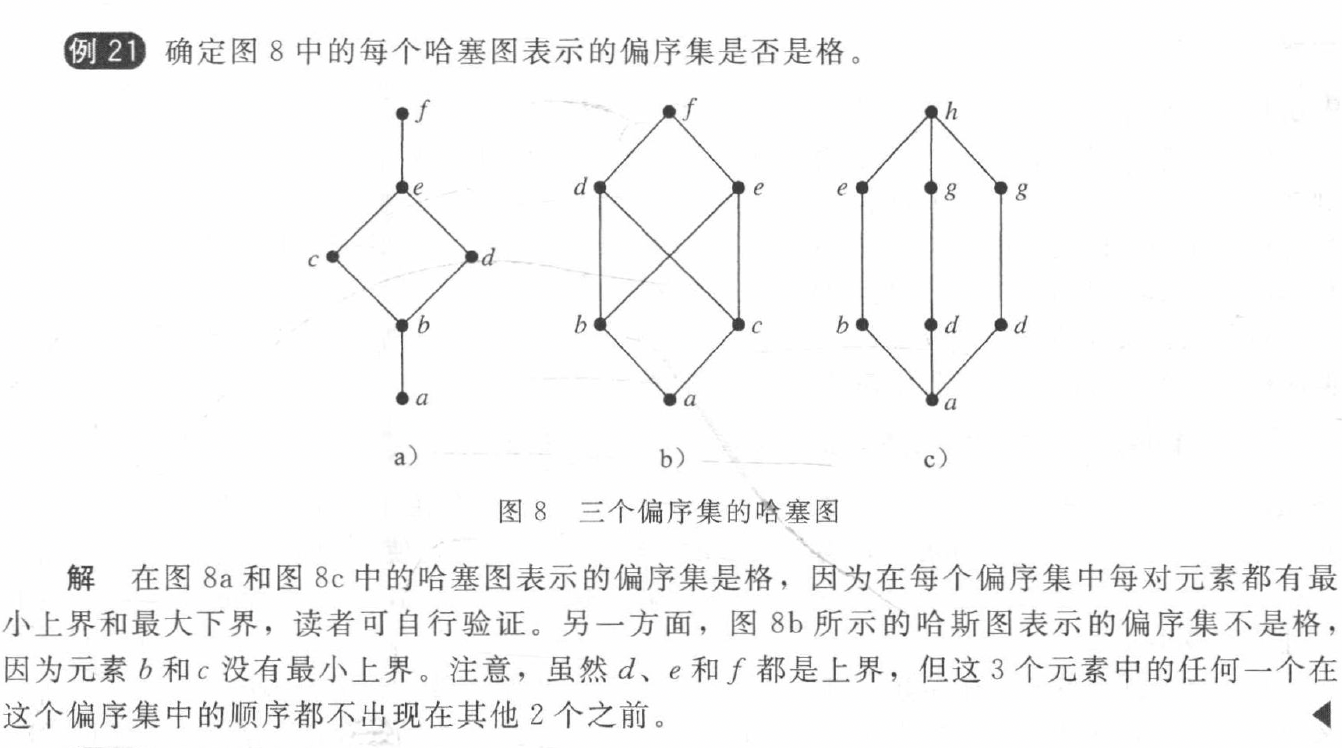 例 21 确定图 8 中的每个哈塞图表示的偏序集是否是格。
f
e
c
d
b
a
a)
f
d
e
b
c
a
b)
h
e
g
g
b
d
d
a
c)
图 8 三个偏序集的哈塞图
解 在图 8a 和图 8c 中的哈塞图表示的偏序集是格，因为在每个偏序集中每对元素都有最
小上界和最大下界，读者可自行验证。另一方面，图 8b 所示的哈斯图表示的偏序集不是格，
因为元素 b 和 c 没有最小上界。注意，虽然 d、e 和 f 都是上界，但这 3 个元素中的任何一个在
这个偏序集中的顺序都不出现在其他 2 个之前。